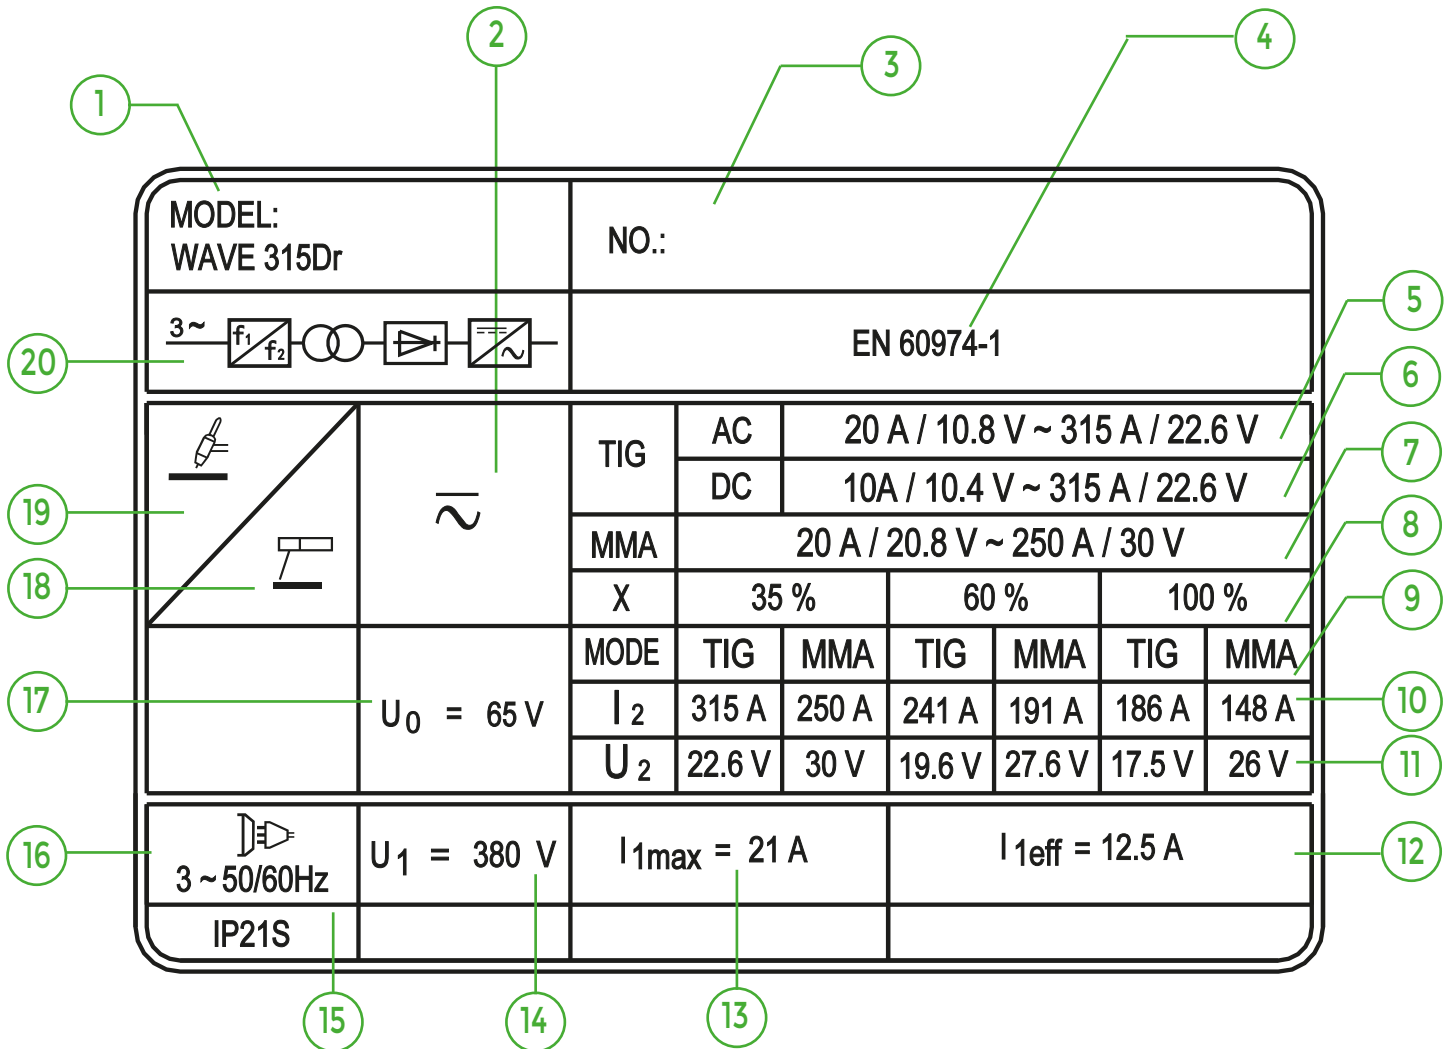 1
2
3
4
MODEL:
WAVE 315Dr
NO.:
3~
f1
f2
EN 60974-1
5
6
7
8
9
10
11
12
20
19
18
17
16
TIG
AC
20 A / 10.8 V ~ 315 A / 22.6 V
DC
10A / 10.4 V ~ 315 A / 22.6 V
MMA
20 A / 20.8 V ~ 250 A / 30 V
X
35 %
60 %
100 %
MODE
TIG
MMA
TIG
MMA
TIG
MMA
U0 = 65 V
I2
315 A
250 A
241 A
191 A
186 A
148 A
U2
22.6 V
30 V
19.6 V
27.6 V
17.5 V
26 V
3 ~ 50/60Hz
U1 = 380 V
I1max = 21 A
I1eff = 12.5 A
IP21S
15
14
13